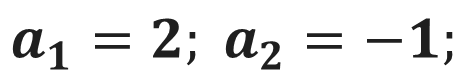 a₁ = 2; a₂ = −1;